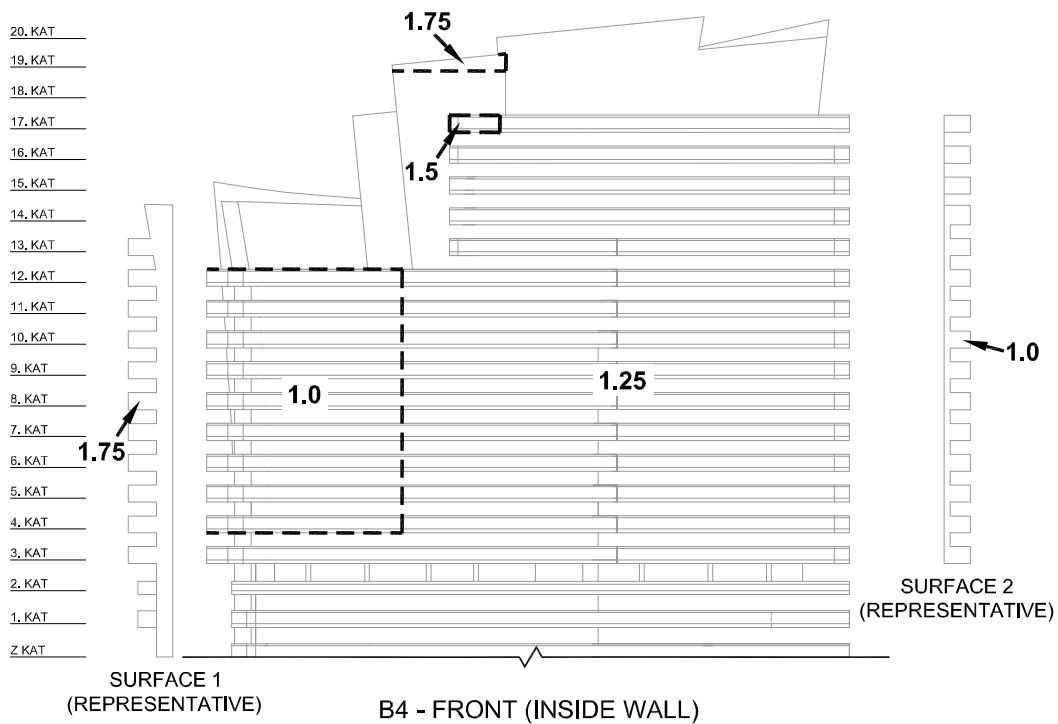 20. KAT
19. KAT
18. KAT
17. KAT
16. KAT
15. KAT
14. KAT
13. KAT
12. KAT
11. KAT
10. KAT
9. KAT
8. KAT
7. KAT
6. KAT
5. KAT
4. KAT
3. KAT
2. KAT
1. KAT
Z KAT
1.75
1.5
1.0
1.25
1.75
1.0
SURFACE 1
(REPRESENTATIVE)
SURFACE 2
(REPRESENTATIVE)
B4 - FRONT (INSIDE WALL)